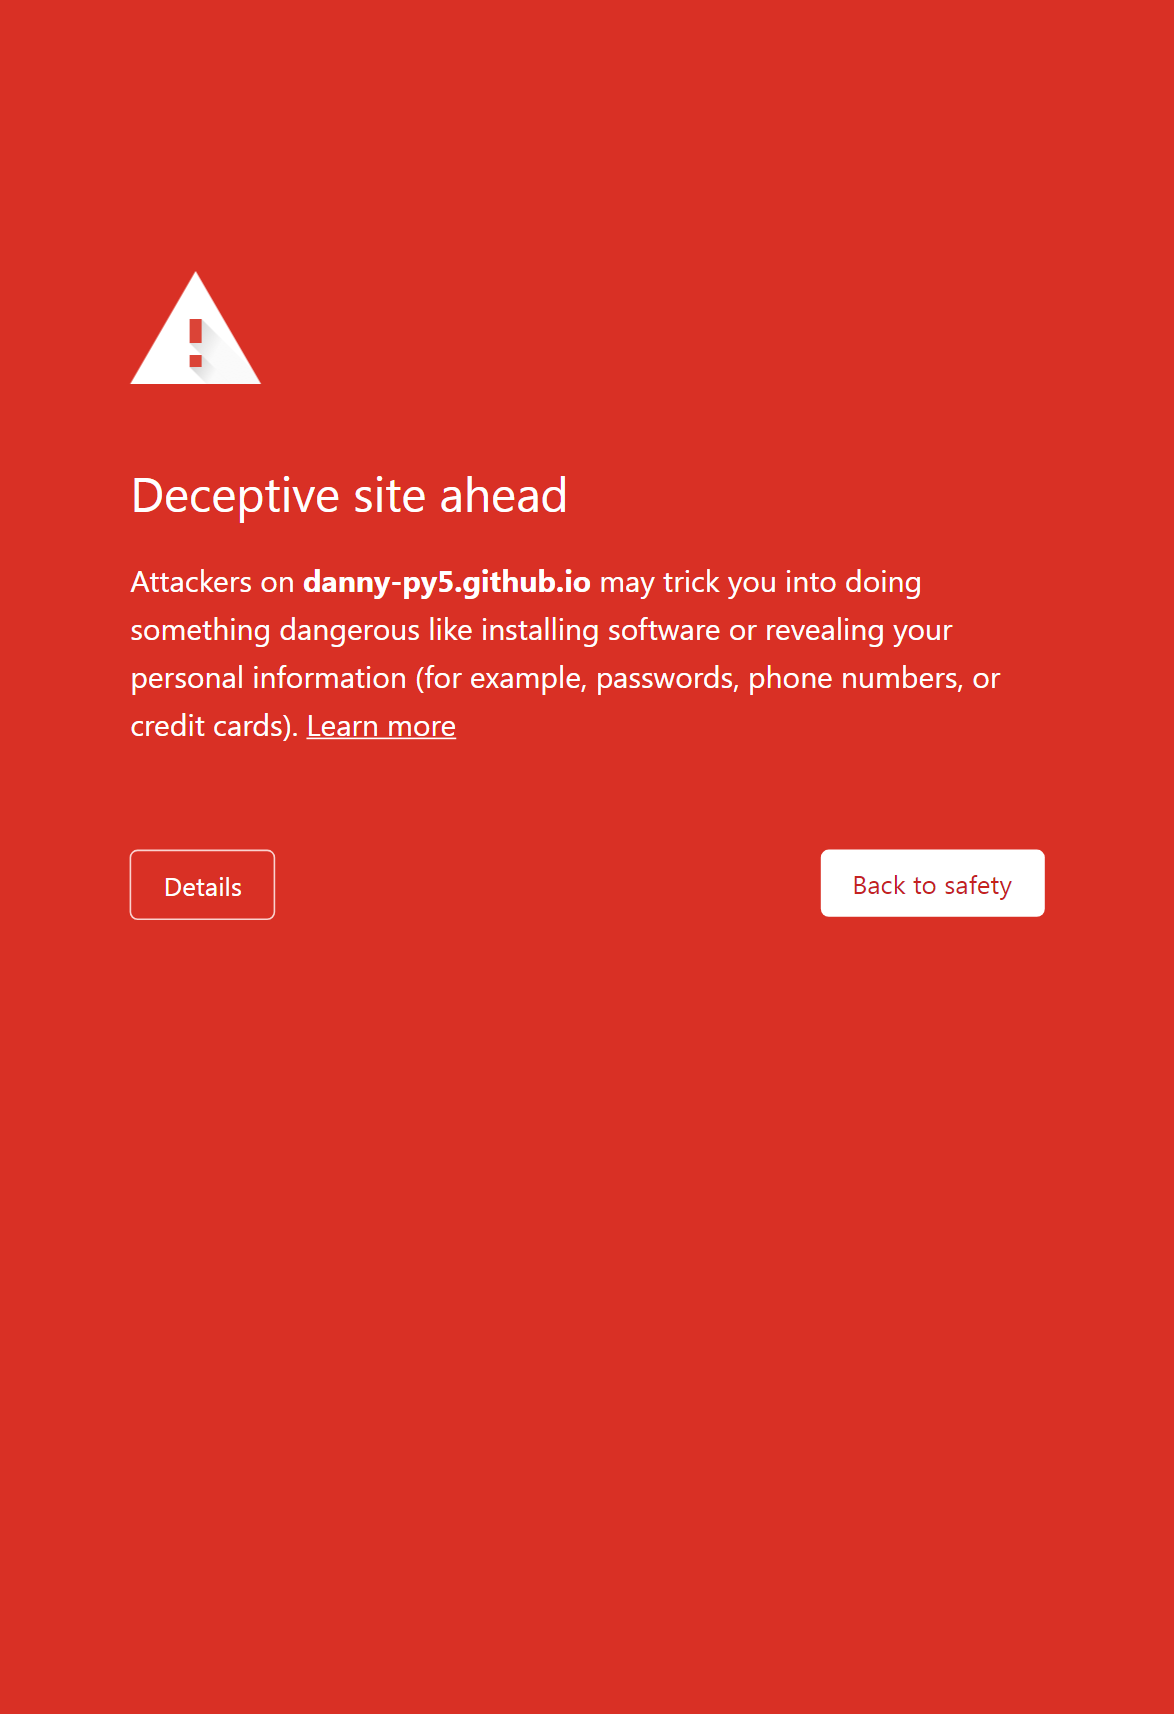 Deceptive site ahead
Attackers on danny-py5.github.io may trick you into doing
something dangerous like installing software or revealing your
personal information (for example, passwords, phone numbers, or
credit cards). Learn more
Details
Back to safety